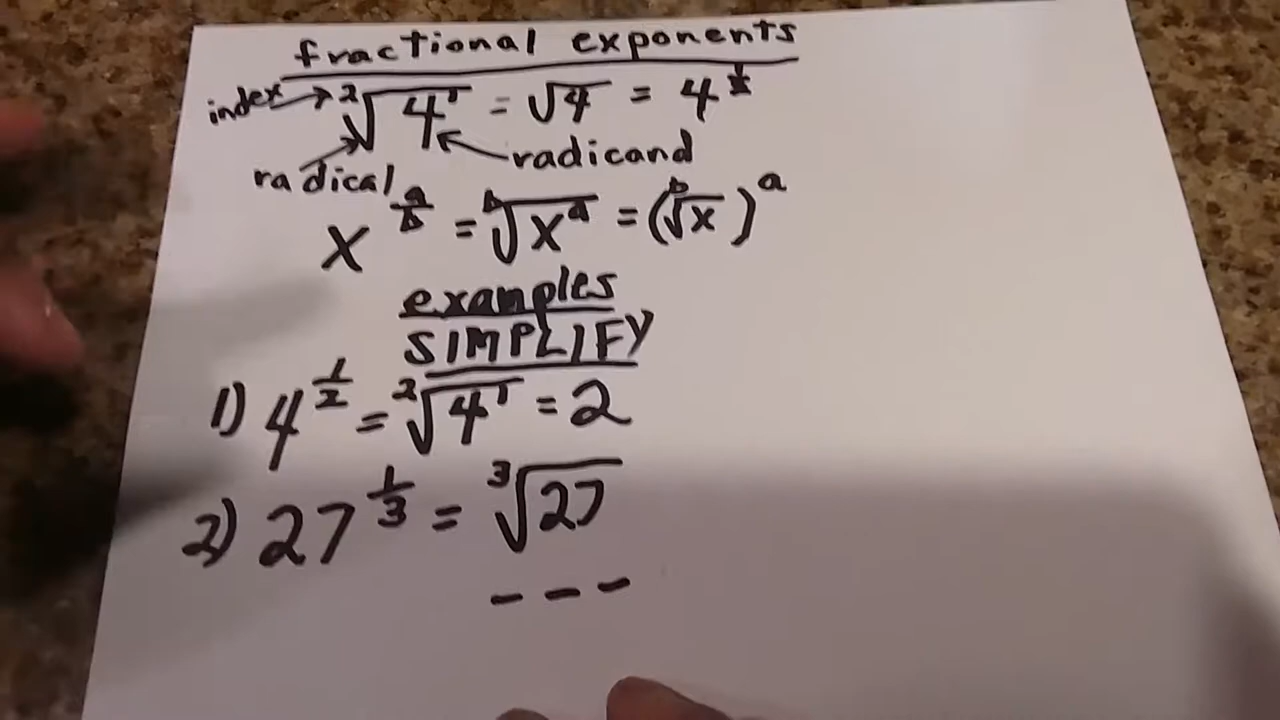 fractional exponents
index → ²√4¹ = √4 = 4^½
radical radicand
x^(a/b) = ᵇ√xᵃ = (ᵇ√x)ᵃ
examples
SIMPLIFY
1) 4^(1/2) = ²√4¹ = 2
2) 27^(1/3) = ³√27
---